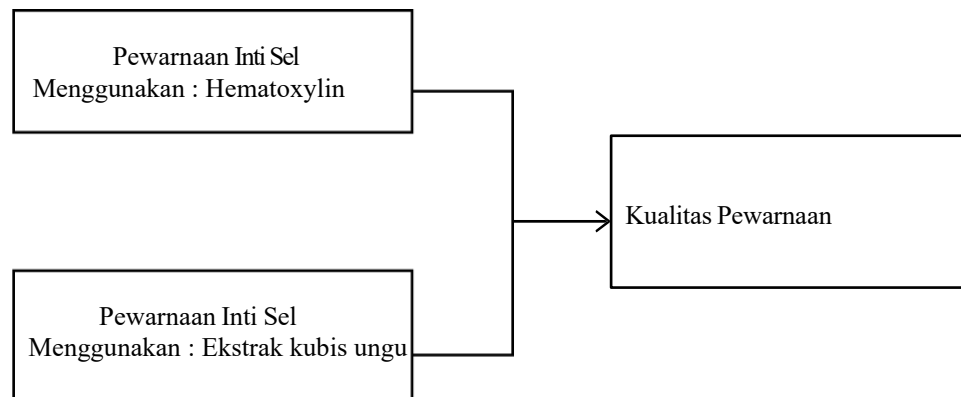 Pewarnaan Inti Sel
Menggunakan : Hematoxylin
Kualitas Pewarnaan
Pewarnaan Inti Sel
Menggunakan : Ekstrak kubis ungu